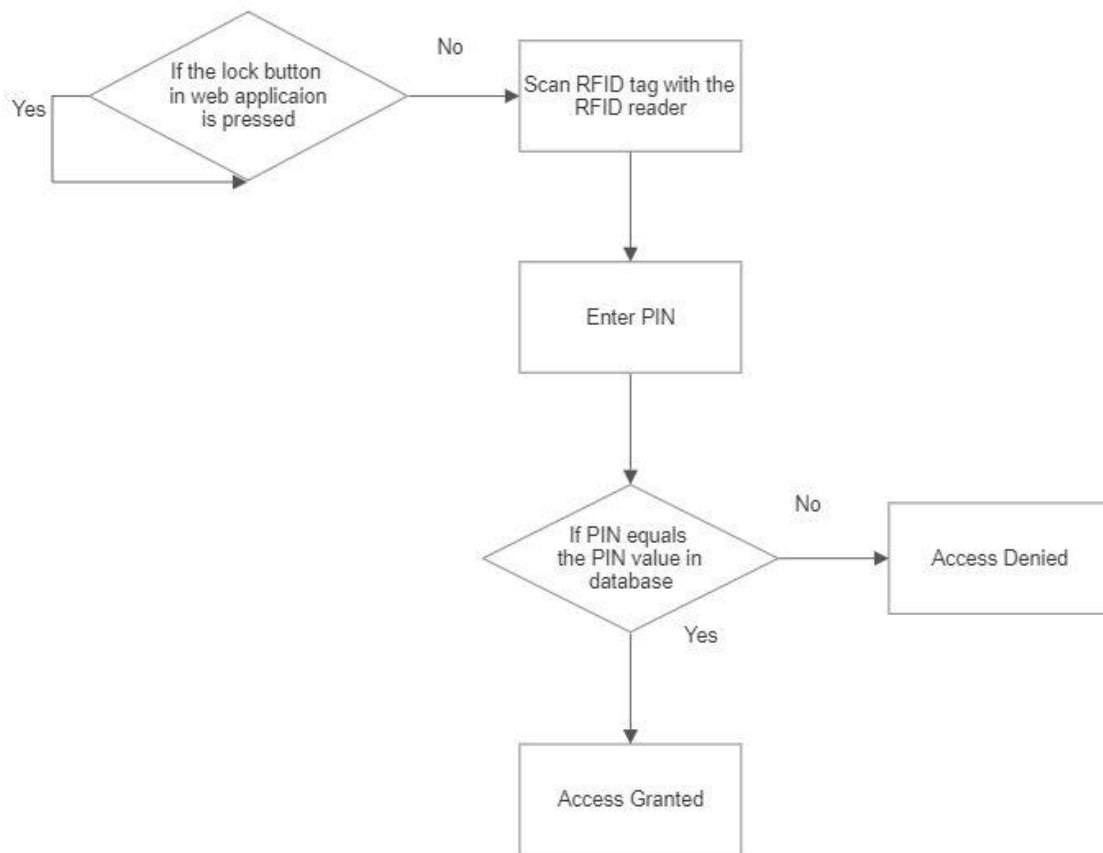 No
If the lock button
in web applicaion
is pressed
Yes
Scan RFID tag with the
RFID reader
Enter PIN
No
If PIN equals
the PIN value in
database
Access Denied
Yes
Access Granted